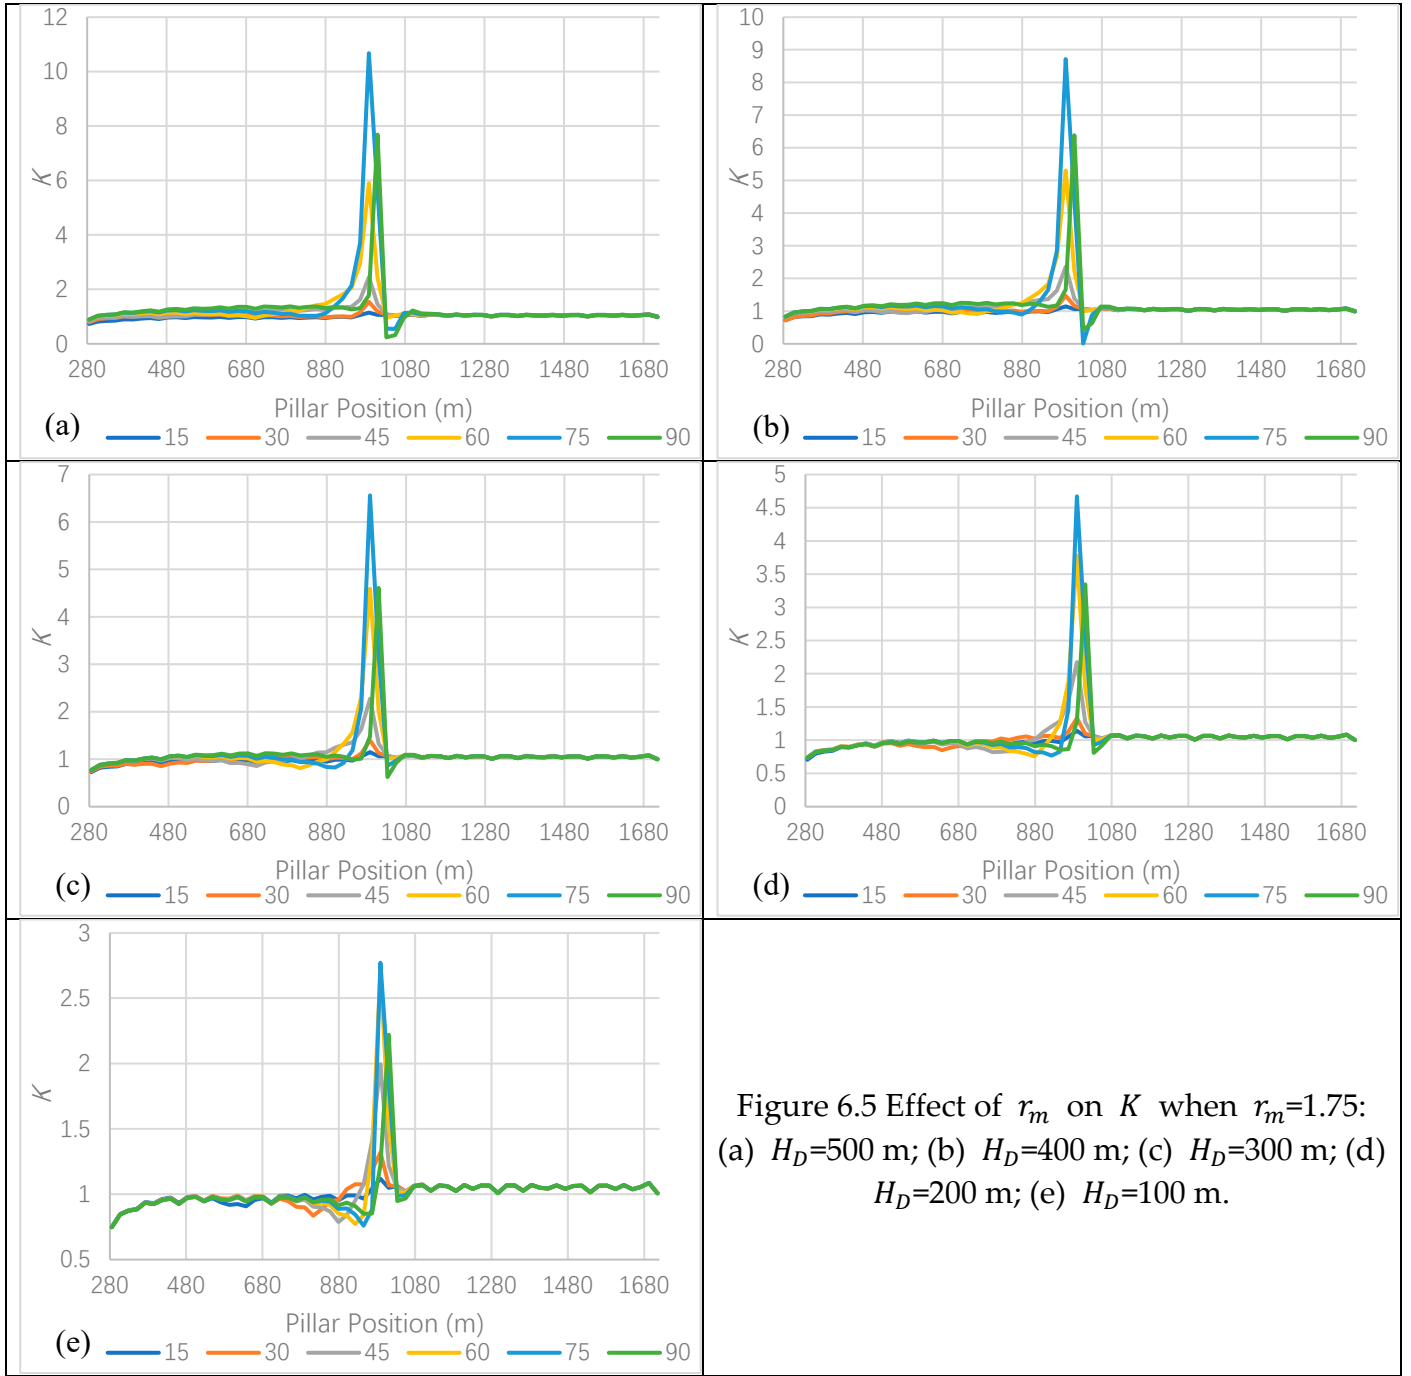 12
10
8
6
4
2
0
K
280 480 680 880 1080 1280 1480 1680
Pillar Position (m)
(a) 15 30 45 60 75 90
10
9
8
7
6
5
4
3
2
1
0
K
280 480 680 880 1080 1280 1480 1680
Pillar Position (m)
(b) 15 30 45 60 75 90
7
6
5
4
3
2
1
0
K
280 480 680 880 1080 1280 1480 1680
Pillar Position (m)
(c) 15 30 45 60 75 90
5
4.5
4
3.5
3
2.5
2
1.5
1
0.5
0
K
280 480 680 880 1080 1280 1480 1680
Pillar Position (m)
(d) 15 30 45 60 75 90
3
2.5
2
1.5
1
0.5
K
280 480 680 880 1080 1280 1480 1680
Pillar Position (m)
(e) 15 30 45 60 75 90
Figure 6.5 Effect of r_m on K when r_m=1.75:
(a) H_D=500 m; (b) H_D=400 m; (c) H_D=300 m; (d)
H_D=200 m; (e) H_D=100 m.